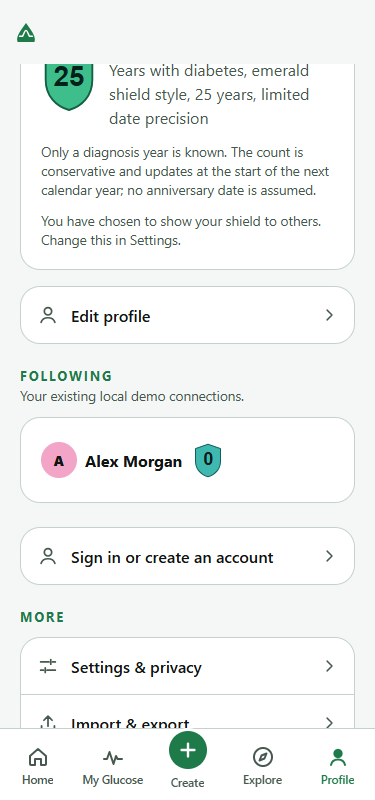 25
Years with diabetes, emerald
shield style, 25 years, limited
date precision
Only a diagnosis year is known. The count is
conservative and updates at the start of the next
calendar year; no anniversary date is assumed.
You have chosen to show your shield to others.
Change this in Settings.
Edit profile
FOLLOWING
Your existing local demo connections.
A
Alex Morgan
0
Sign in or create an account
MORE
Settings & privacy
Import & export
Home
My Glucose
Create
Explore
Profile